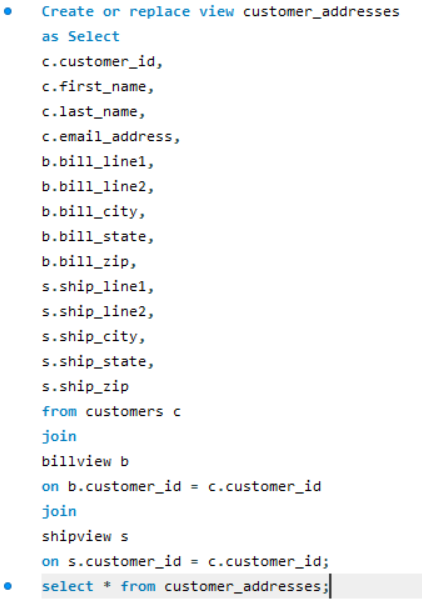 Create or replace view customer_addresses
as Select
c.customer_id,
c.first_name,
c.last_name,
c.email_address,
b.bill_line1,
b.bill_line2,
b.bill_city,
b.bill_state,
b.bill_zip,
s.ship_line1,
s.ship_line2,
s.ship_city,
s.ship_state,
s.ship_zip
from customers c
join
billview b
on b.customer_id = c.customer_id
join
shipview s
on s.customer_id = c.customer_id;
select * from customer_addresses;